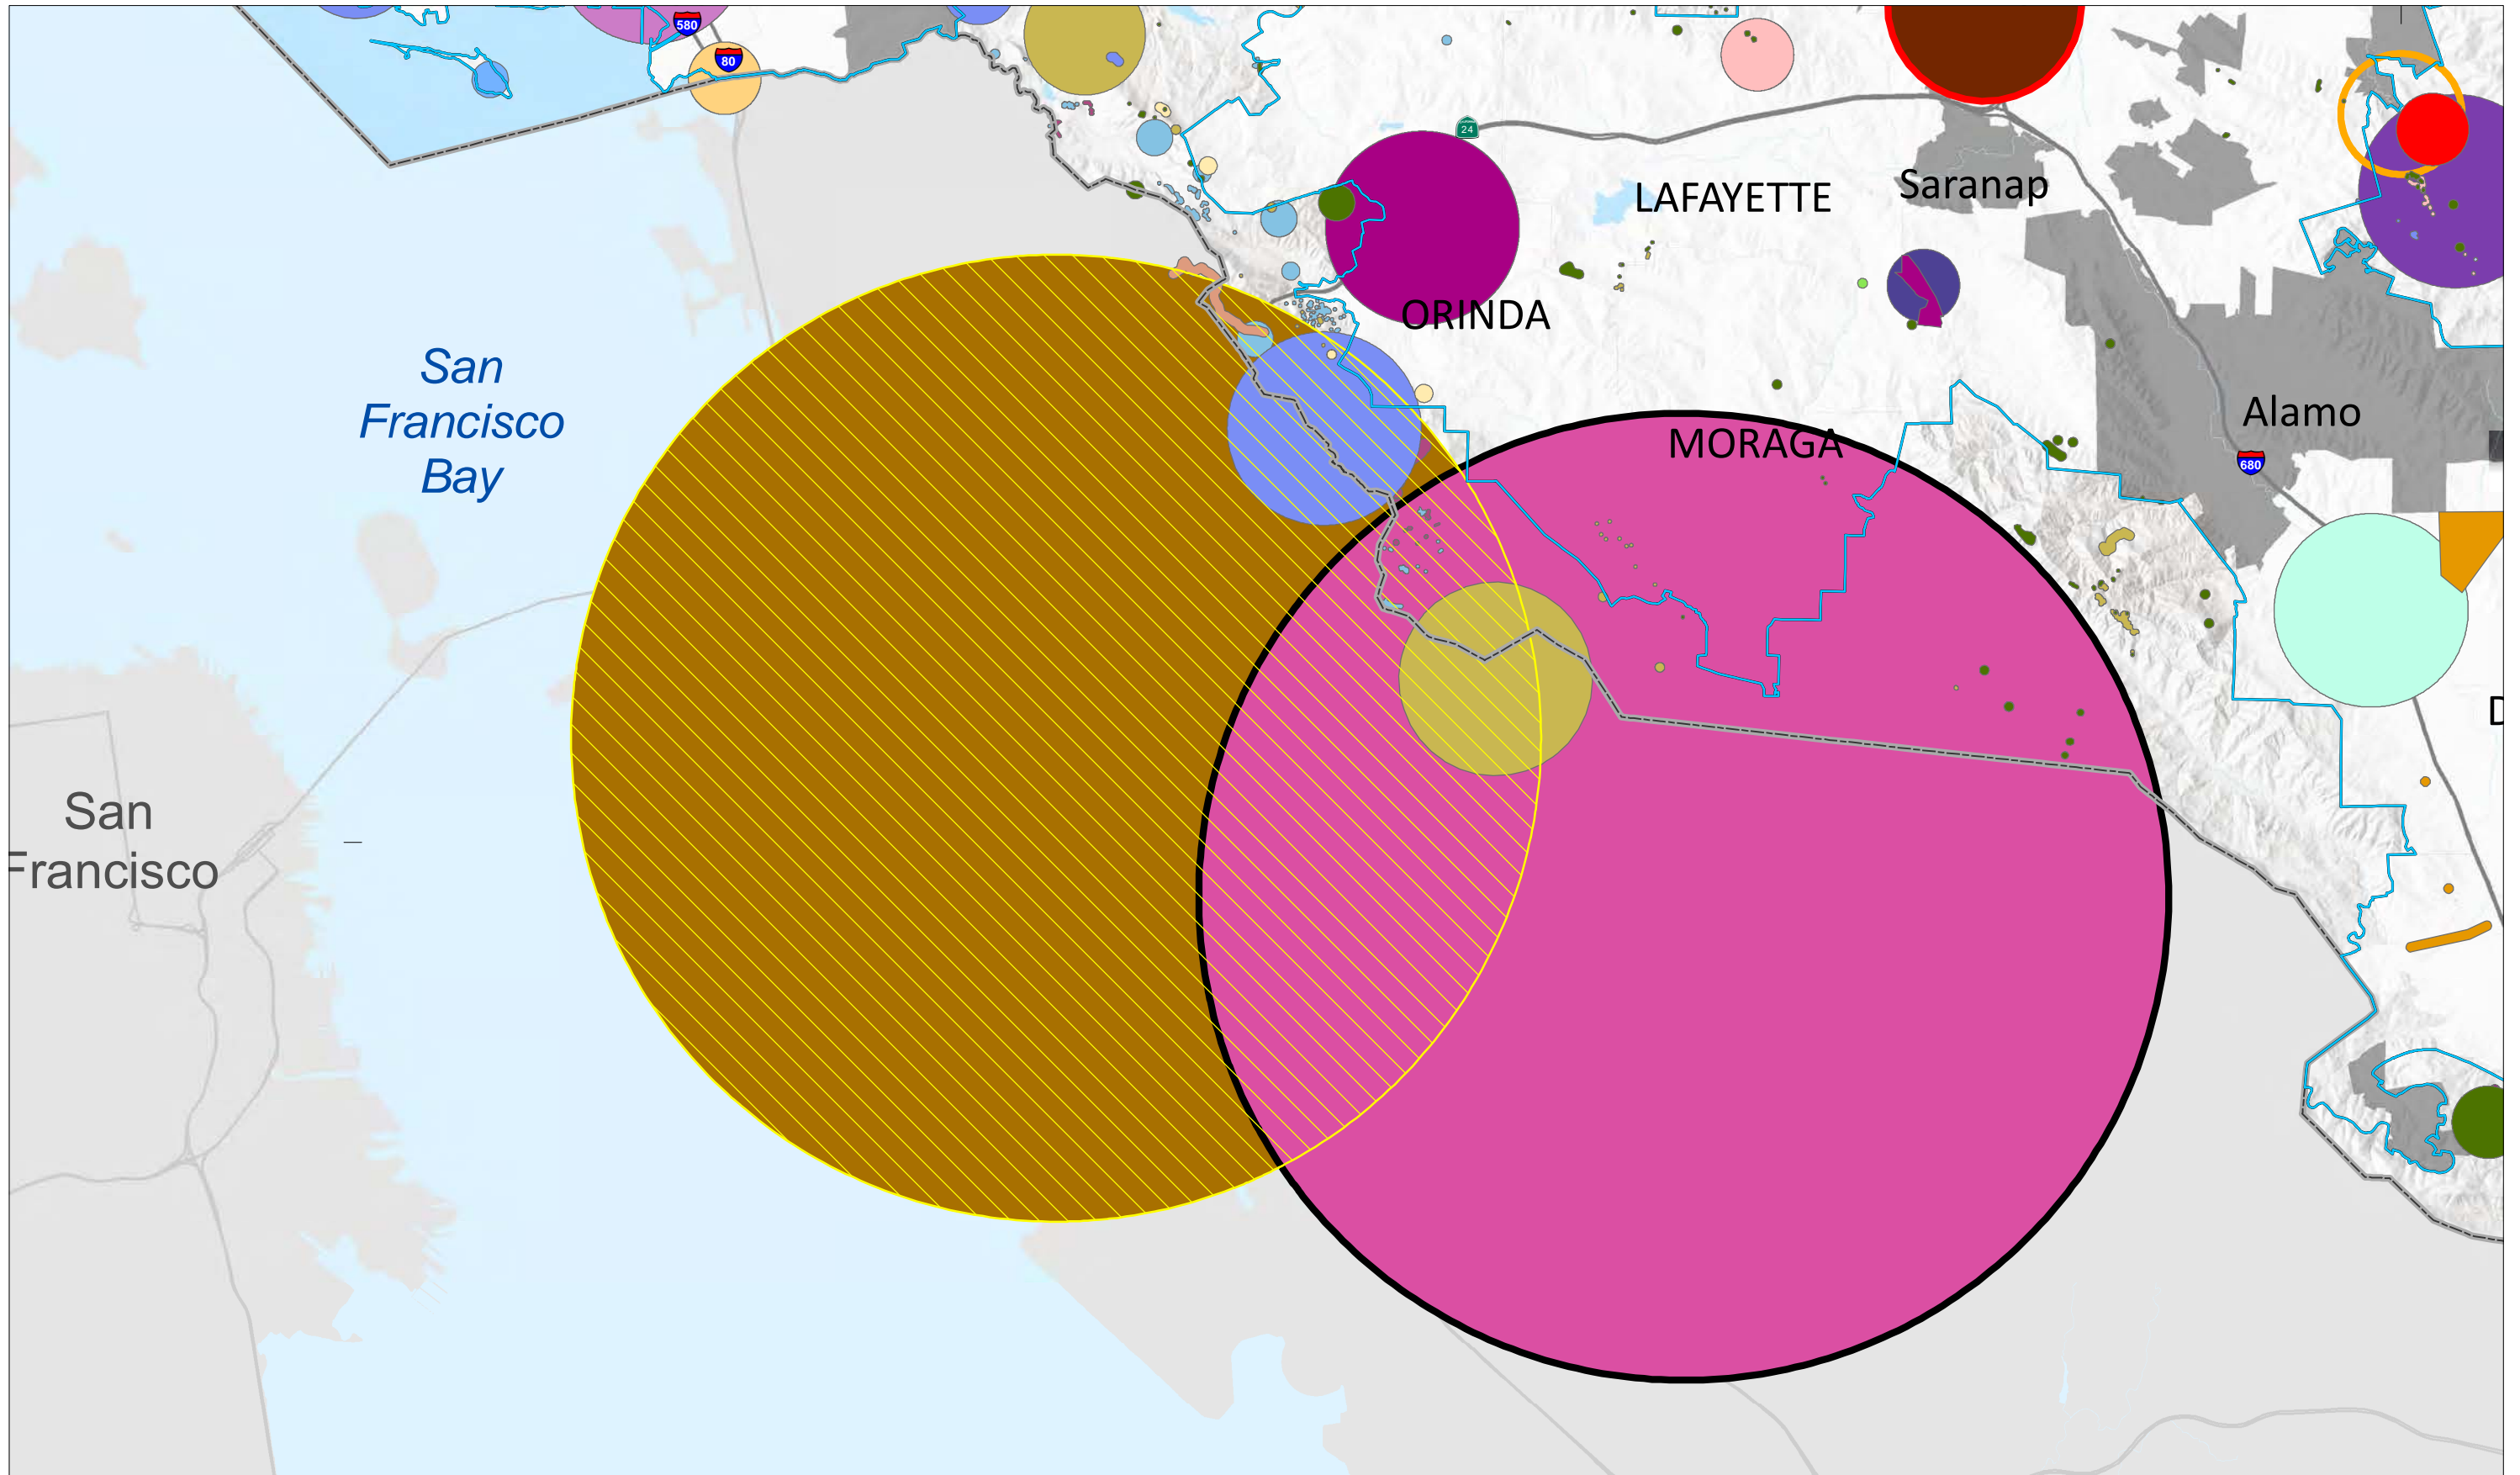 580
80
24
LAFAYETTE
Saranap
ORINDA
San
Francisco
Bay
Alamo
MORAGA
680
D
San
Francisco